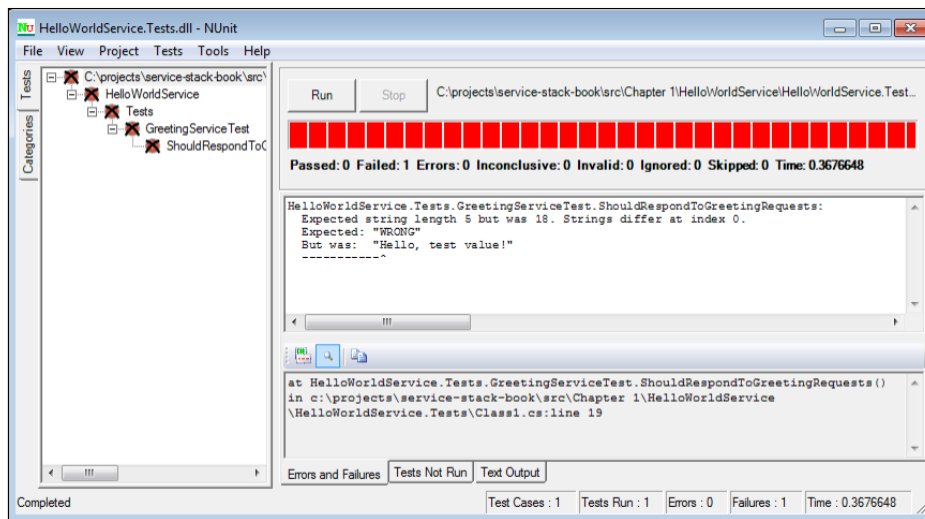 HelloWorldService.Tests.dll - NUnit
File View Project Tests Tools Help
Tests
Categories
C:\projects\service-stack-book\src\
HelloWorldService
Tests
GreetingServiceTest
ShouldRespondToG
Run
Stop
C:\projects\service-stack-book\src\Chapter 1\HelloWorldService\HelloWorldService.Test...
Passed: 0 Failed: 1 Errors: 0 Inconclusive: 0 Invalid: 0 Ignored: 0 Skipped: 0 Time: 0.3676648
HelloWorldService.Tests.GreetingServiceTest.ShouldRespondToGreetingRequests:
Expected string length 5 but was 18. Strings differ at index 0.
Expected: "WRONG"
But was:  "Hello, test value!"
-----------^
at HelloWorldService.Tests.GreetingServiceTest.ShouldRespondToGreetingRequests()
in c:\projects\service-stack-book\src\Chapter 1\HelloWorldService
\HelloWorldService.Tests\Class1.cs:line 19
Errors and Failures Tests Not Run Text Output
Completed
Test Cases : 1 Tests Run : 1 Errors : 0 Failures : 1 Time : 0.3676648